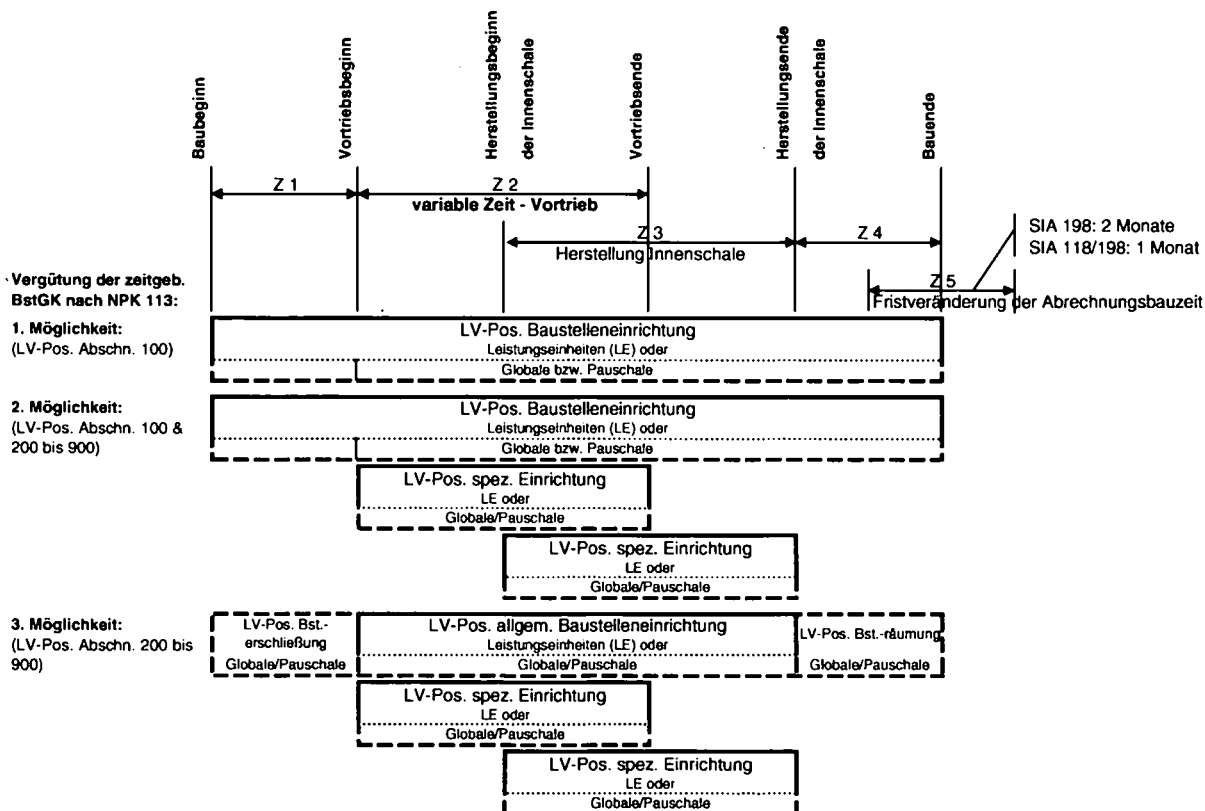 Baubeginn
Vortriebsbeginn
Herstellungsbeginn
der Innenschale
Vortriebsende
Herstellungsende
der Innenschale
Bauende
Z 1
Z 2
variable Zeit - Vortrieb
Z 3
Herstellung Innenschale
Z 4
SIA 198: 2 Monate
SIA 118/198: 1 Monat
Z 5
Fristveränderung der Abrechnungsbauzeit
Vergütung der zeitgeb.
BstGK nach NPK 113:
1. Möglichkeit:
(LV-Pos. Abschn. 100)
LV-Pos. Baustelleneinrichtung
Leistungseinheiten (LE) oder
Globale bzw. Pauschale
2. Möglichkeit:
(LV-Pos. Abschn. 100 &
200 bis 900)
LV-Pos. Baustelleneinrichtung
Leistungseinheiten (LE) oder
Globale bzw. Pauschale
LV-Pos. spez. Einrichtung
LE oder
Globale/Pauschale
LV-Pos. spez. Einrichtung
LE oder
Globale/Pauschale
3. Möglichkeit:
(LV-Pos. Abschn. 200 bis
900)
LV-Pos. Bst.-
erschließung
Globale/Pauschale
LV-Pos. allgem. Baustelleneinrichtung
Leistungseinheiten (LE) oder
Globale/Pauschale
LV-Pos. Bst.-räumung
Globale/Pauschale
LV-Pos. spez. Einrichtung
LE oder
Globale/Pauschale
LV-Pos. spez. Einrichtung
LE oder
Globale/Pauschale